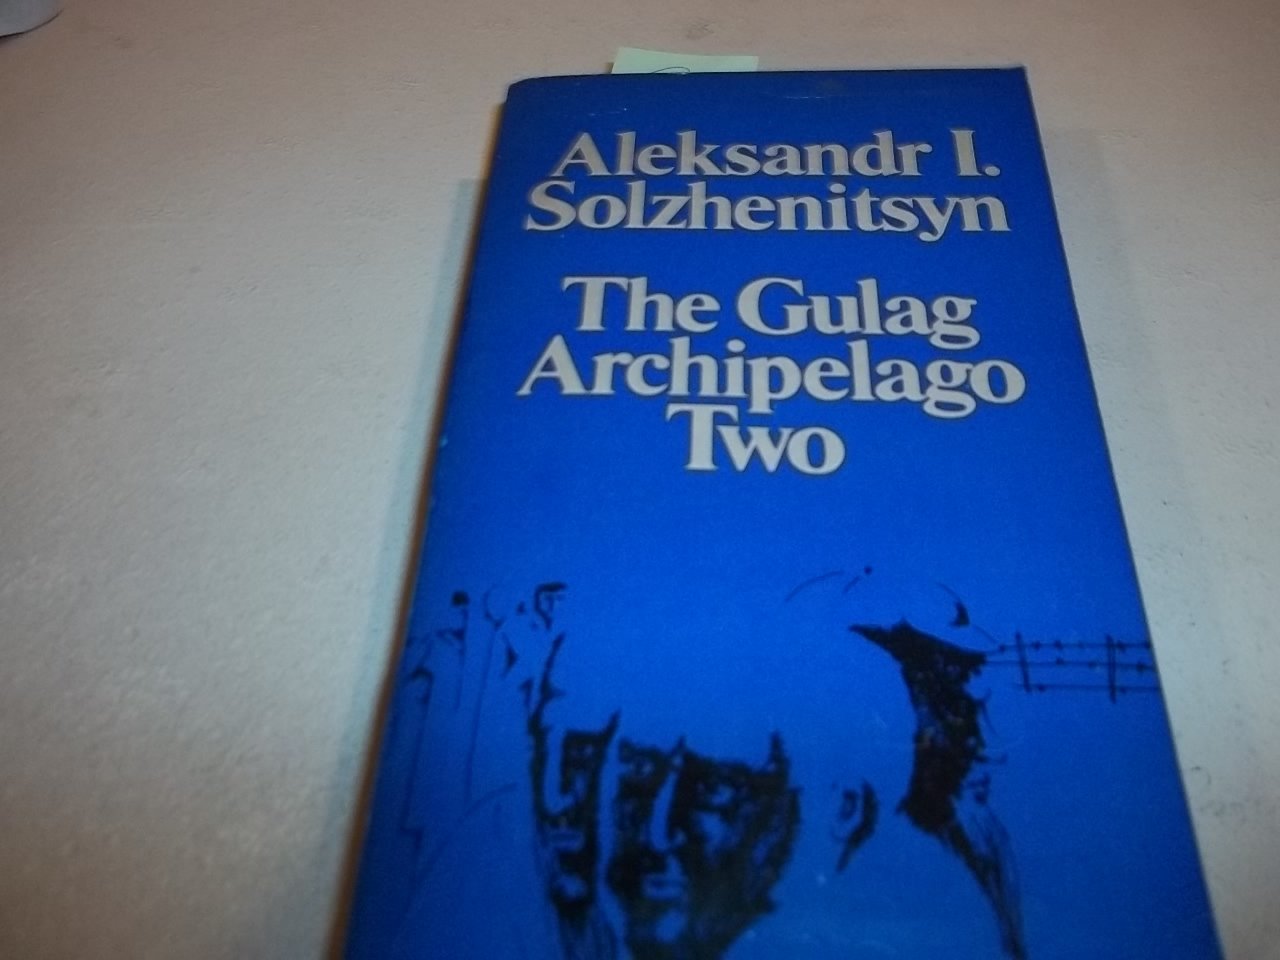 Aleksandr I.
Solzhenitsyn
The Gulag
Archipelago
Two